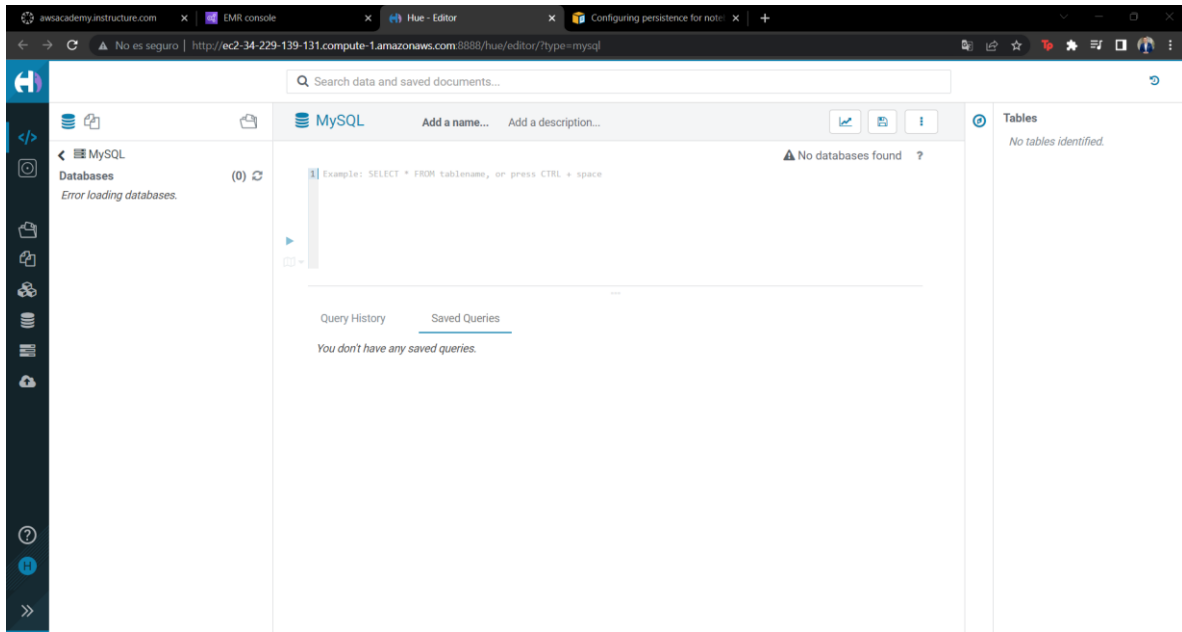 awsacademy.instructure.com
EMR console
Hue - Editor
Configuring persistence for note
No es seguro | http://ec2-34-229-139-131.compute-1.amazonaws.com:8888/hue/editor/?type=mysql
Search data and saved documents...
MySQL
Databases (0)
Error loading databases.
MySQL Add a name... Add a description...
No databases found ?
1 Example: SELECT * FROM tablename, or press CTRL + space
Query History Saved Queries
You don't have any saved queries.
Tables
No tables identified.
H